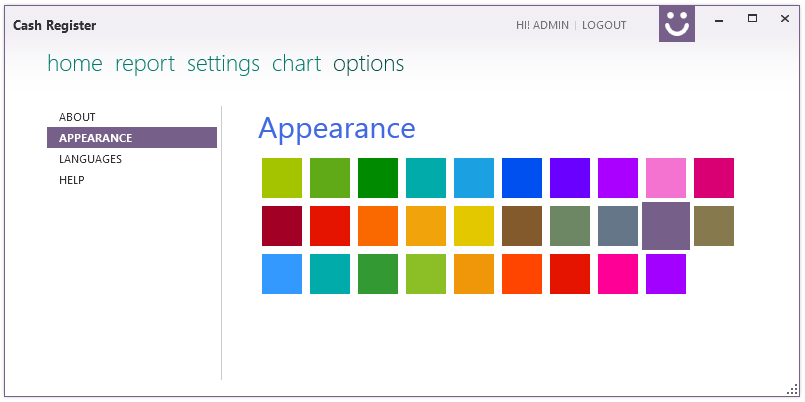 Cash Register
HI! ADMIN | LOGOUT
home report settings chart options
ABOUT
APPEARANCE
LANGUAGES
HELP
Appearance